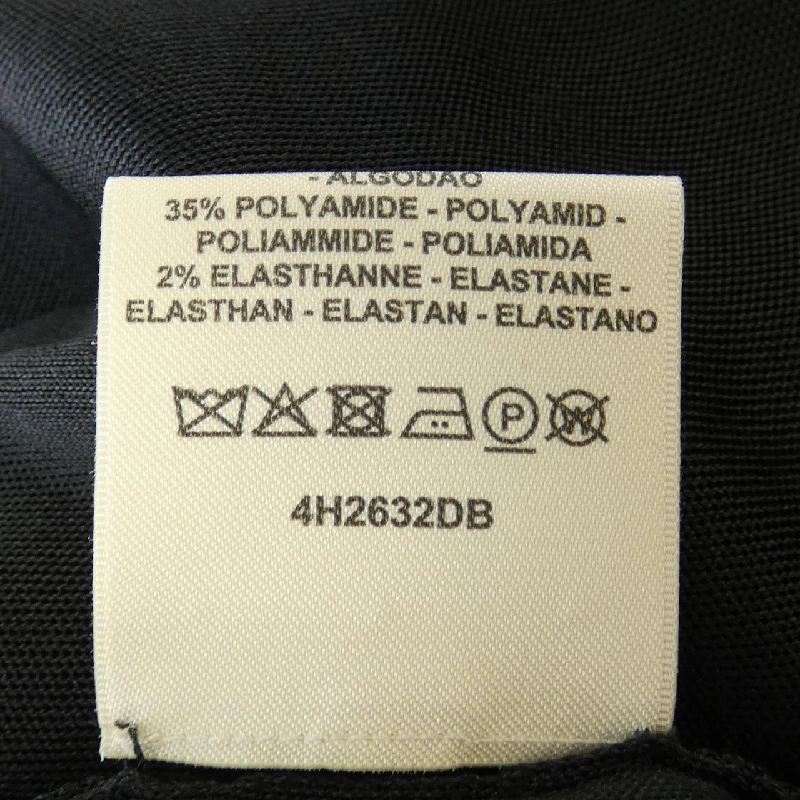 - ALGODAO
35% POLYAMIDE - POLYAMID -
POLIAMMIDE - POLIAMIDA
2% ELASTHANNE - ELASTANE -
ELASTHAN - ELASTAN - ELASTANO
P W
4H2632DB